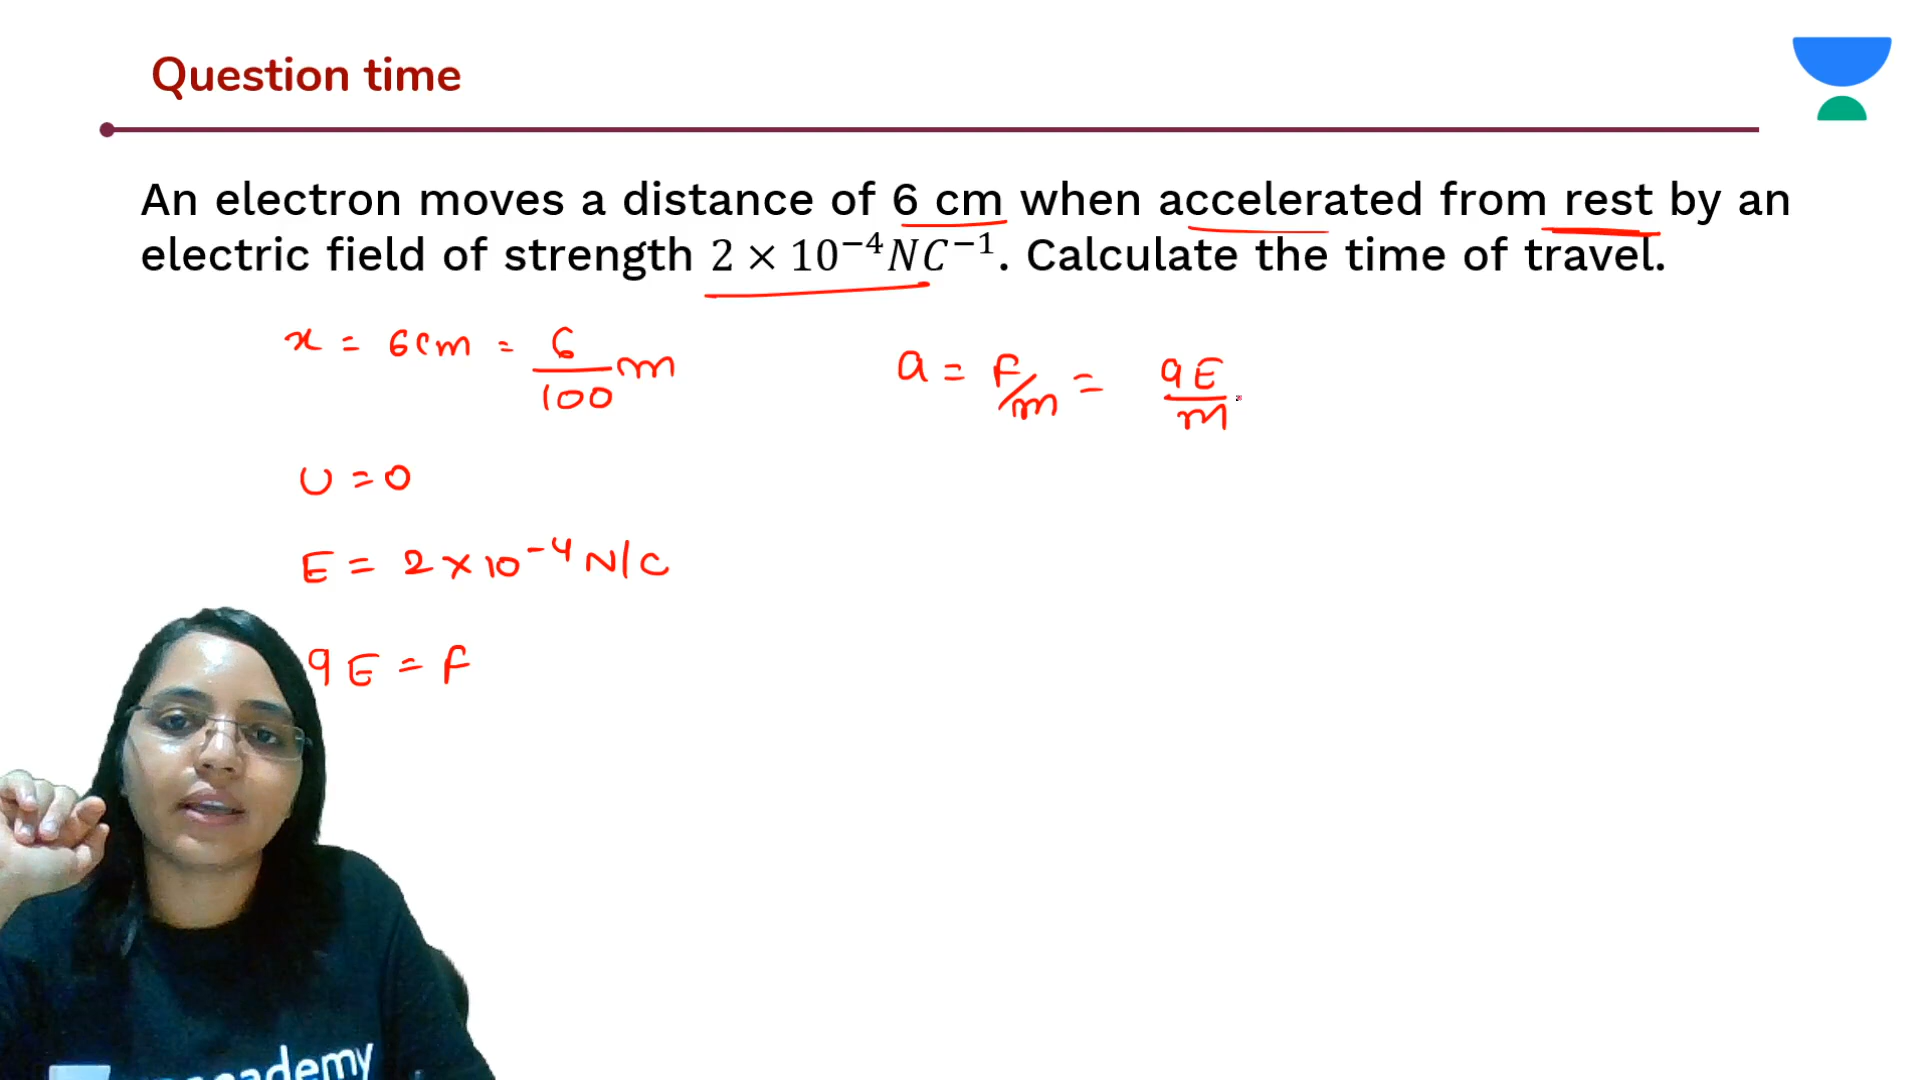 Question time
An electron moves a distance of 6 cm when accelerated from rest by an
electric field of strength 2 × 10⁻⁴NC⁻¹. Calculate the time of travel.
x = 6cm = 6/100 m
a = F/m = qE/m
U = 0
E = 2 × 10⁻⁴ N/C
qE = F